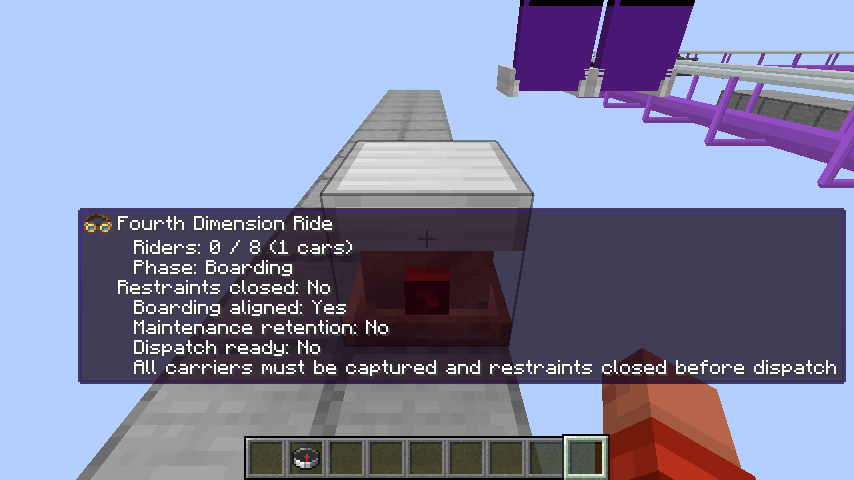 Fourth Dimension Ride
Riders: 0 / 8 (1 cars)
Phase: Boarding
Restraints closed: No
Boarding aligned: Yes
Maintenance retention: No
Dispatch ready: No
All carriers must be captured and restraints closed before dispatch